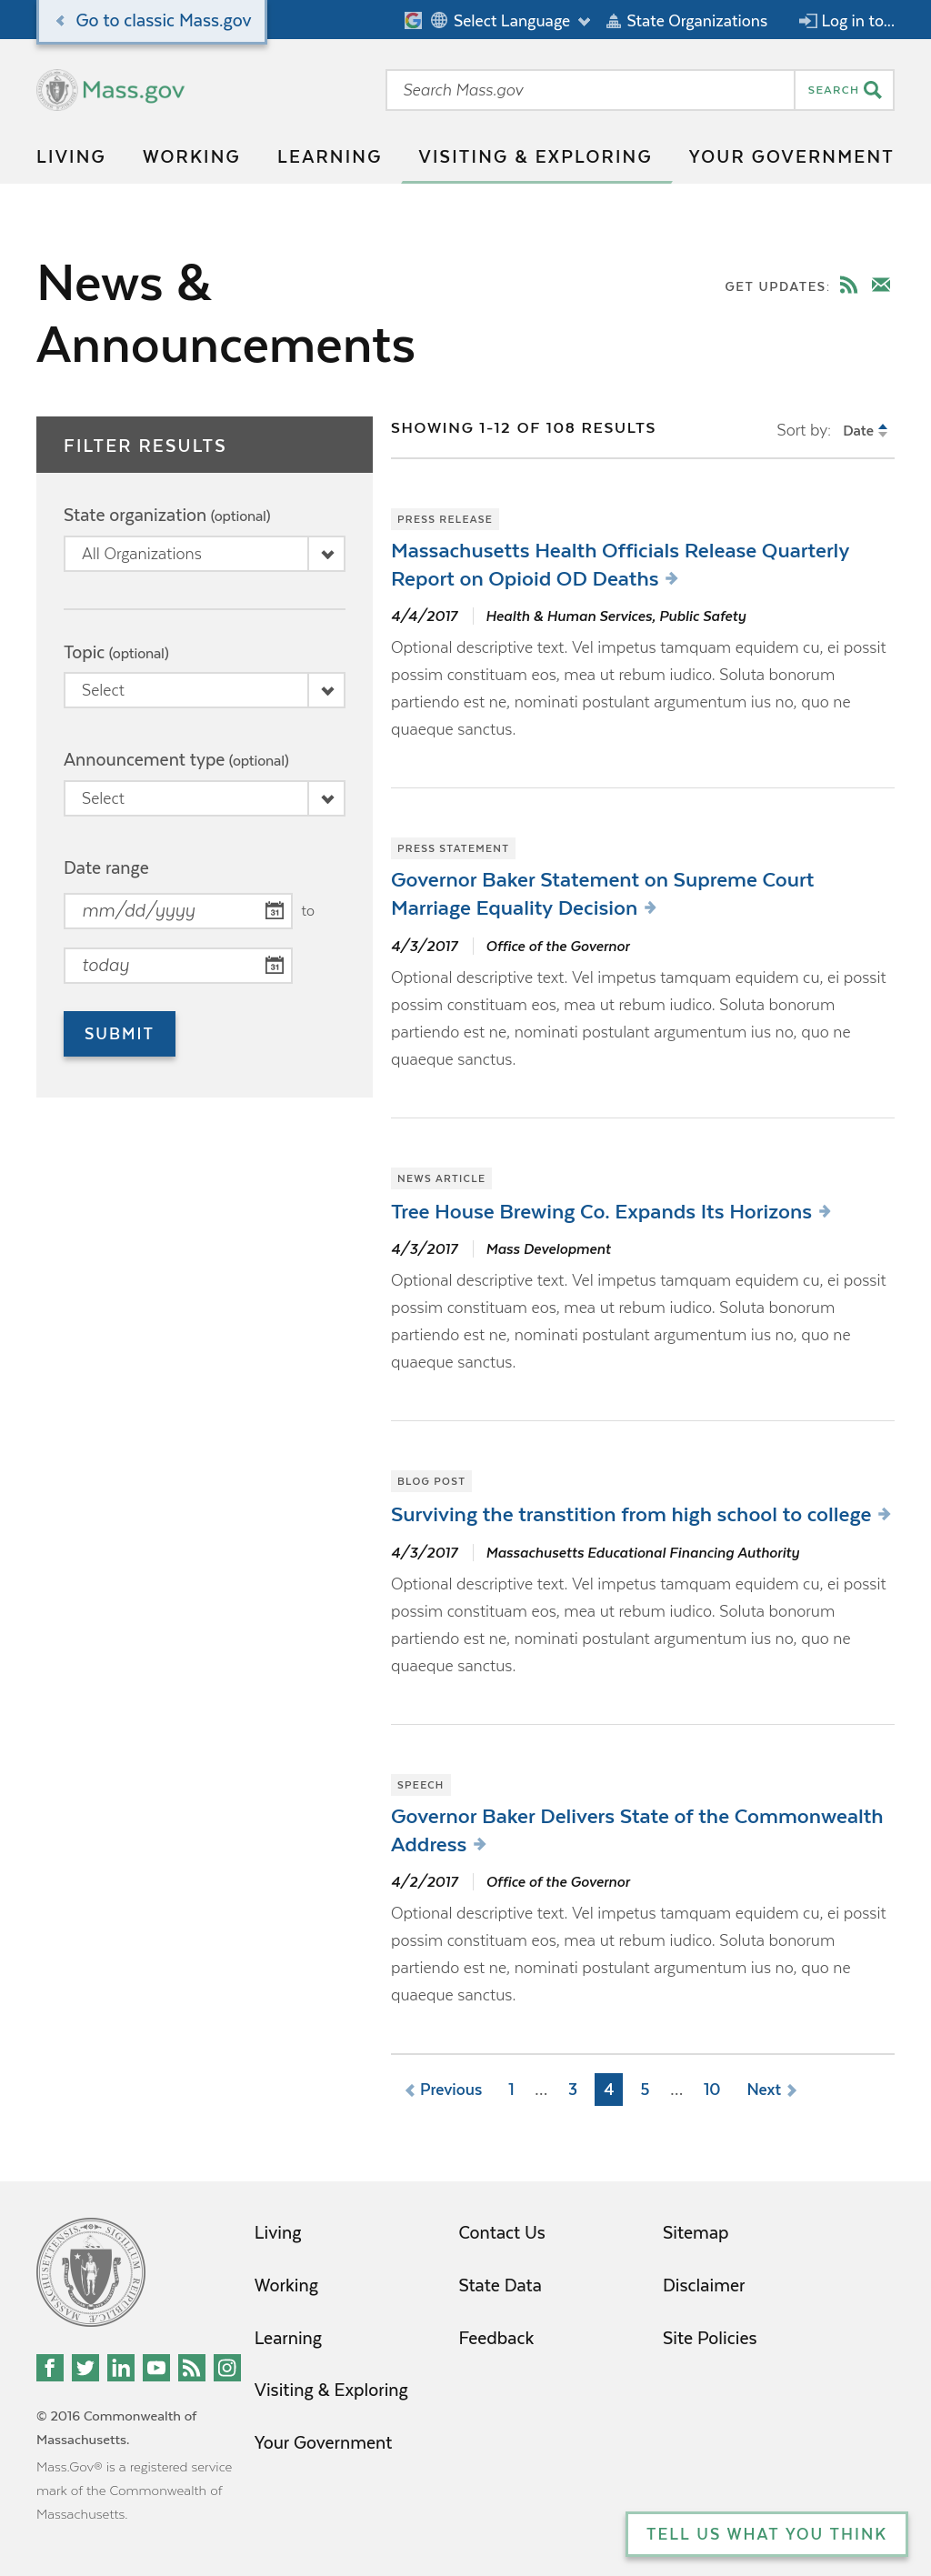 Go to classic Mass.gov
Select Language
State Organizations
Log in to...
Mass.gov
Search Mass.gov
SEARCH
LIVING
WORKING
LEARNING
VISITING & EXPLORING
YOUR GOVERNMENT
News &
Announcements
GET UPDATES:
FILTER RESULTS
State organization (optional)
All Organizations
Topic (optional)
Select
Announcement type (optional)
Select
Date range
mm/dd/yyyy
31
to
today
31
SUBMIT
SHOWING 1-12 OF 108 RESULTS
Sort by: Date
PRESS RELEASE
Massachusetts Health Officials Release Quarterly
Report on Opioid OD Deaths
4/4/2017 Health & Human Services, Public Safety
Optional descriptive text. Vel impetus tamquam equidem cu, ei possit
possim constituam eos, mea ut rebum iudico. Soluta bonorum
partiendo est ne, nominati postulant argumentum ius no, quo ne
quaeque sanctus.
PRESS STATEMENT
Governor Baker Statement on Supreme Court
Marriage Equality Decision
4/3/2017 Office of the Governor
Optional descriptive text. Vel impetus tamquam equidem cu, ei possit
possim constituam eos, mea ut rebum iudico. Soluta bonorum
partiendo est ne, nominati postulant argumentum ius no, quo ne
quaeque sanctus.
NEWS ARTICLE
Tree House Brewing Co. Expands Its Horizons
4/3/2017 Mass Development
Optional descriptive text. Vel impetus tamquam equidem cu, ei possit
possim constituam eos, mea ut rebum iudico. Soluta bonorum
partiendo est ne, nominati postulant argumentum ius no, quo ne
quaeque sanctus.
BLOG POST
Surviving the transtition from high school to college
4/3/2017 Massachusetts Educational Financing Authority
Optional descriptive text. Vel impetus tamquam equidem cu, ei possit
possim constituam eos, mea ut rebum iudico. Soluta bonorum
partiendo est ne, nominati postulant argumentum ius no, quo ne
quaeque sanctus.
SPEECH
Governor Baker Delivers State of the Commonwealth
Address
4/2/2017 Office of the Governor
Optional descriptive text. Vel impetus tamquam equidem cu, ei possit
possim constituam eos, mea ut rebum iudico. Soluta bonorum
partiendo est ne, nominati postulant argumentum ius no, quo ne
quaeque sanctus.
Previous 1 ... 3 4 5 ... 10 Next
© 2016 Commonwealth of
Massachusetts.
Mass.Gov® is a registered service
mark of the Commonwealth of
Massachusetts.
Living
Working
Learning
Visiting & Exploring
Your Government
Contact Us
State Data
Feedback
Sitemap
Disclaimer
Site Policies
TELL US WHAT YOU THINK